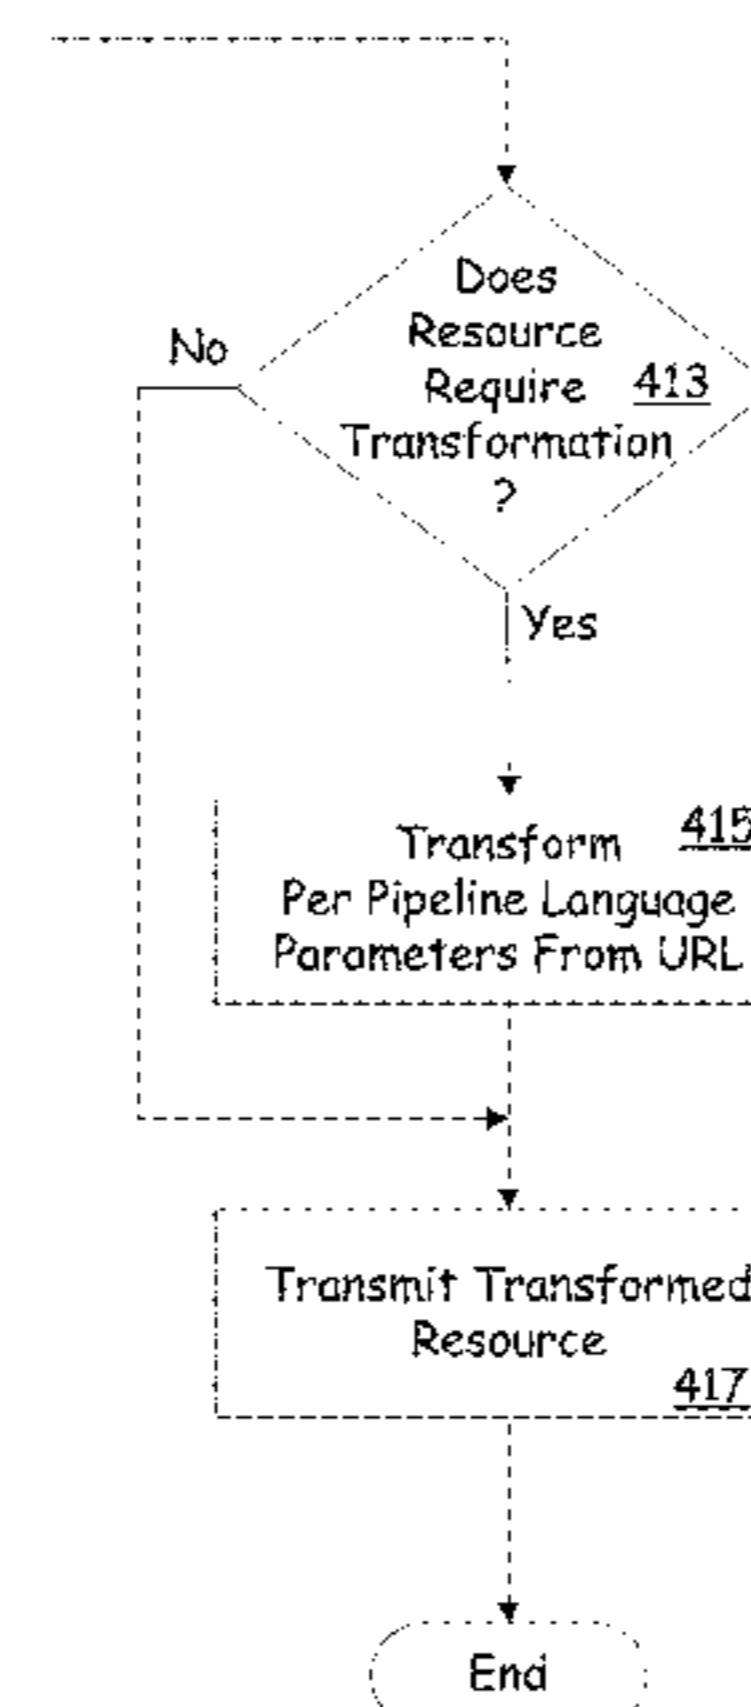 Does
Resource
No
Require 413
Transformation
?
Yes
415
Transform
Per Pipeline Language
Parameters From URL
Transmit Transformed
Resource
417
End